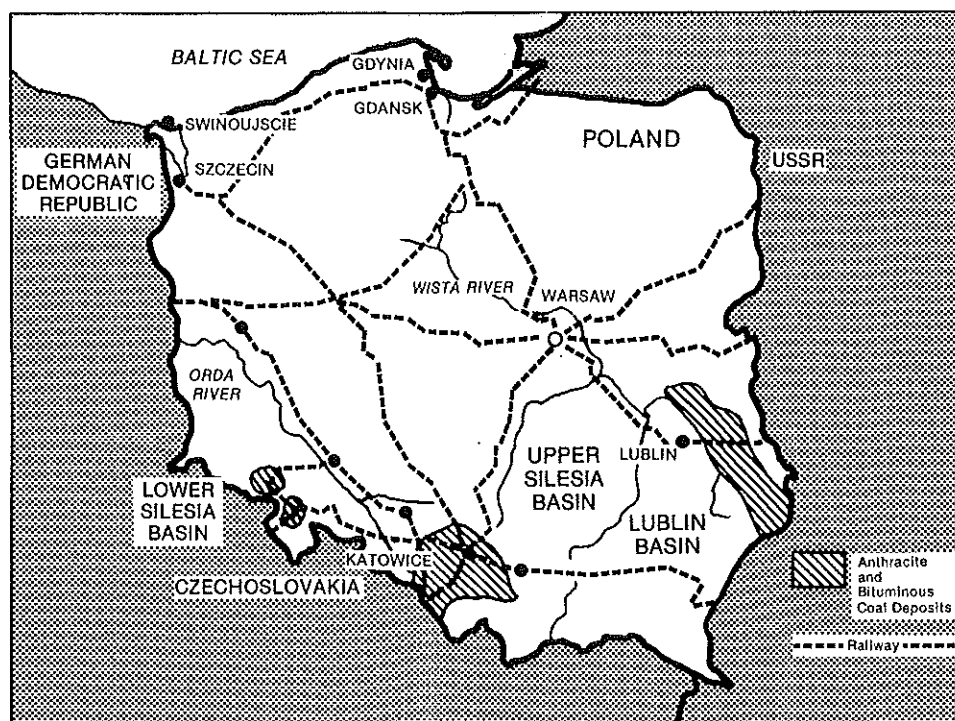 BALTIC SEA
GDYNIA
GDANSK
SWINOUJSCIE
SZCZECIN
GERMAN
DEMOCRATIC
REPUBLIC
POLAND
USSR
WISTA RIVER
WARSAW
ORDA
RIVER
LOWER
SILESIA
BASIN
UPPER
SILESIA
BASIN
LUBLIN
LUBLIN
BASIN
KATOWICE
CZECHOSLOVAKIA
Anthracite
and
Bituminous
Coal Deposits
Railway